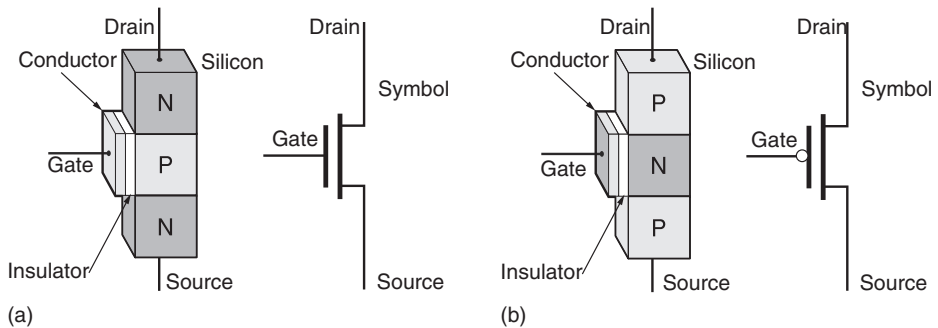 Drain
Drain
Conductor
Silicon
N
Symbol
Gate
Gate
P
N
Insulator
Source
Source
(a)
Drain
Drain
Conductor
Silicon
P
Symbol
Gate
Gate
N
P
Insulator
Source
Source
(b)